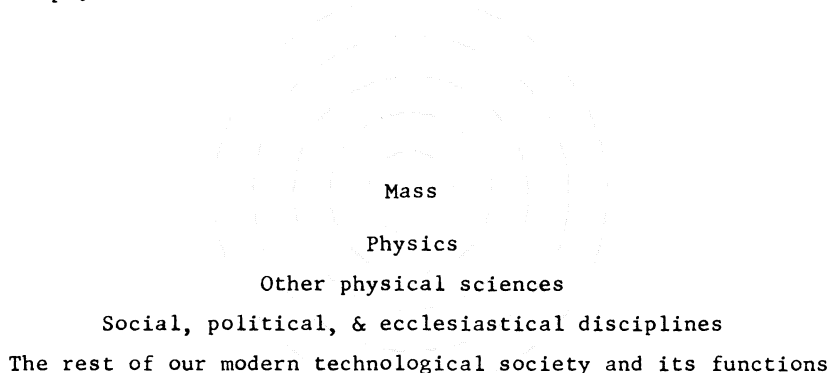 Mass
Physics
Other physical sciences
Social, political, & ecclesiastical disciplines
The rest of our modern technological society and its functions